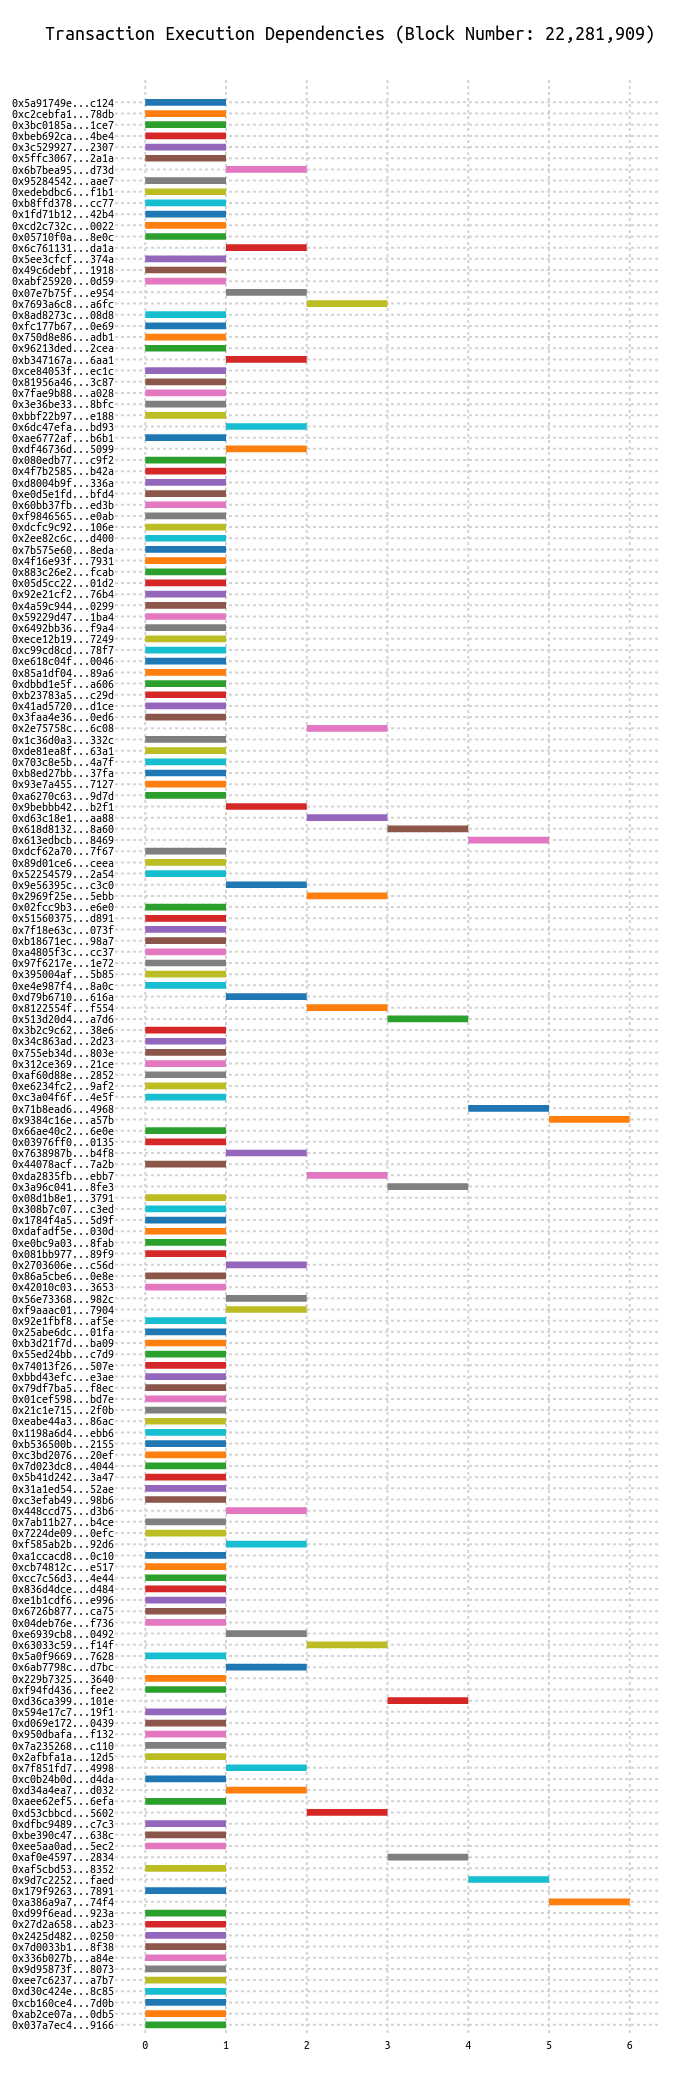 Transaction Execution Dependencies (Block Number: 22,281,909)
0x5a91749e...c124
0xc2cebfa1...78db
0x3bc0185a...1ce7
0xbeb692ca...4be4
0x3c529927...2307
0x5ffc3067...2a1a
0x6b7bea95...d73d
0x95284542...aae7
0xedebdbc6...f1b1
0xb8ffd378...cc77
0x1fd71b12...42b4
0xcd2c732c...0022
0x05710f0a...8e0c
0x6c761131...da1a
0x5ee3cfcf...374a
0x49c6debf...1918
0xabf25920...0d59
0x07e7b75f...e954
0x7693a6c8...a6fc
0x8ad8273c...08d8
0xfc177b67...0e69
0x750d8e86...adb1
0x96213ded...2cea
0xb347167a...6aa1
0xce84053f...ec1c
0x81956a46...3c87
0x7fae9b88...a028
0x3e36be33...8bfc
0xbbf22b97...e188
0x6dc47efa...bd93
0xae6772af...b6b1
0xdf46736d...5099
0x080edb77...c9f2
0x4f7b2585...b42a
0xd8004b9f...336a
0xe0d5e1fd...bfd4
0x60bb37fb...ed3b
0xf9846565...e0ab
0xdcfc9c92...106e
0x2ee82c6c...d400
0x7b575e60...8eda
0x4f16e93f...7931
0x883c26e2...fcab
0x05d5cc22...01d2
0x92e21cf2...76b4
0x4a59c944...0299
0x59229d47...1ba4
0x6492bb36...f9a4
0xece12b19...7249
0xc99cd8cd...78f7
0xe618c04f...0046
0x85a1df04...89a6
0xdbbd1e5f...a606
0xb23783a5...c29d
0x41ad5720...d1ce
0x3faa4e36...0ed6
0x2e75758c...6c08
0x1c36d0a3...332c
0xde81ea8f...63a1
0x703c8e5b...4a7f
0xb8ed27bb...37fa
0x93e7a455...7127
0xa6270c63...9d7d
0x9bebbb42...b2f1
0xd63c18e1...aa88
0x618d8132...8a60
0x613edbcb...8469
0xdcf62a70...7f67
0x89d01ce6...ceea
0x52254579...2a54
0x9e56395c...c3c0
0x2969f25e...5ebb
0x02fcc9b3...e6e0
0x51560375...d891
0x7f18e63c...073f
0xb18671ec...98a7
0xa4805f3c...cc37
0x97f6217e...1e72
0x395004af...5b85
0xe4e987f4...8a0c
0xd79b6710...616a
0x8122554f...f554
0x513d20d4...a7d6
0x3b2c9c62...38e6
0x34c863ad...2d23
0x755eb34d...803e
0x312ce369...21ce
0xaf60d88e...2852
0xe6234fc2...9af2
0xc3a04f6f...4e5f
0x71b8ead6...4968
0x9384c16e...a57b
0x66ae40c2...6e0e
0x03976ff0...0135
0x7638987b...b4f8
0x44078acf...7a2b
0xda2835fb...ebb7
0x3a96c041...8fe3
0x08d1b8e1...3791
0x308b7c07...c3ed
0x1784f4a5...5d9f
0xdafadf5e...030d
0xe0bc9a03...8fab
0x081bb977...89f9
0x2703606e...c56d
0x86a5cbe6...0e8e
0x42010c03...3653
0x56e73368...982c
0xf9aaac01...7904
0x92e1fbf8...af5e
0x25abe6dc...01fa
0xb3d21f7d...ba09
0x55ed24bb...c7d9
0x74013f26...507e
0xbbd43efc...e3ae
0x79df7ba5...f8ec
0x01cef598...bd7e
0x21c1e715...2f0b
0xeabe44a3...86ac
0x1198a6d4...ebb6
0xb536500b...2155
0xc3bd2076...20ef
0x7d023dc8...4044
0x5b41d242...3a47
0x31a1ed54...52ae
0xc3efab49...98b6
0x448ccd75...d3b6
0x7ab11b27...b4ce
0x7224de09...0efc
0xf585ab2b...92d6
0xa1ccacd8...0c10
0xcb74812c...e517
0xcc7c56d3...4e44
0x836d4dce...d484
0xe1b1cdf6...e996
0x6726b877...ca75
0x04deb76e...f736
0xe6939cb8...0492
0x63033c59...f14f
0x5a0f9669...7628
0x6ab7798c...d7bc
0x229b7325...3640
0xf94fd436...fee2
0xd36ca399...101e
0x594e17c7...19f1
0xd069e172...0439
0x950dbafa...f132
0x7a235268...c110
0x2afbfa1a...12d5
0x7f851fd7...4998
0xc0b24b0d...d4da
0xd34a4ea7...d032
0xaee62ef5...6efa
0xd53cbbcd...5602
0xdfbc9489...c7c3
0xbe390c47...638c
0xee5aa0ad...5ec2
0xaf0e4597...2834
0xaf5cbd53...8352
0x9d7c2252...faed
0x179f9263...7891
0xa386a9a7...74f4
0xd99f6ead...923a
0x27d2a658...ab23
0x2425d482...0250
0x7d0033b1...8f38
0x336b027b...a84e
0x9d95873f...8073
0xee7c6237...a7b7
0xd30c424e...8c85
0xcb160ce4...7d0b
0xab2ce07a...0db5
0x037a7ec4...9166
0 1 2 3 4 5 6